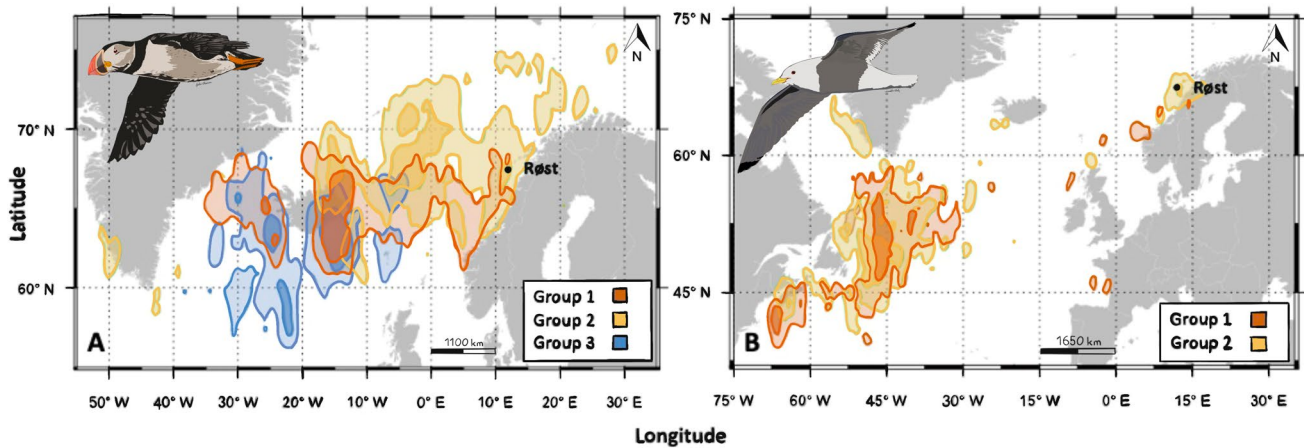 75° N
N
N
70° N
Røst
Røst
60° N
Latitude
60° N
45° N
Group 1
Group 2
Group 3
Group 1
Group 2
A
1100 km
B
1650 km
50° W
40° W
30° W
20° W
10° W
0° E
10° E
20° E
30° E
75° W
60° W
45° W
30° W
15° W
0° E
15° E
30° E
Longitude